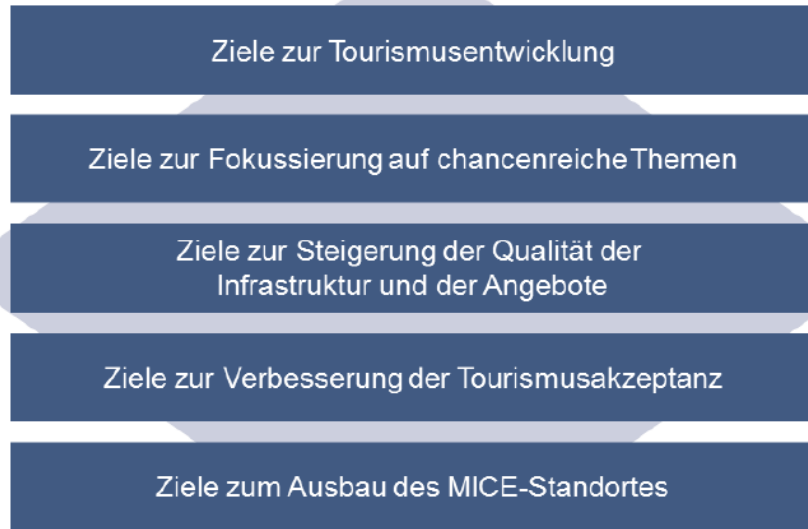 Ziele zur Tourismusentwicklung
Ziele zur Fokussierung auf chancenreiche Themen
Ziele zur Steigerung der Qualität der
Infrastruktur und der Angebote
Ziele zur Verbesserung der Tourismusakzeptanz
Ziele zum Ausbau des MICE-Standortes